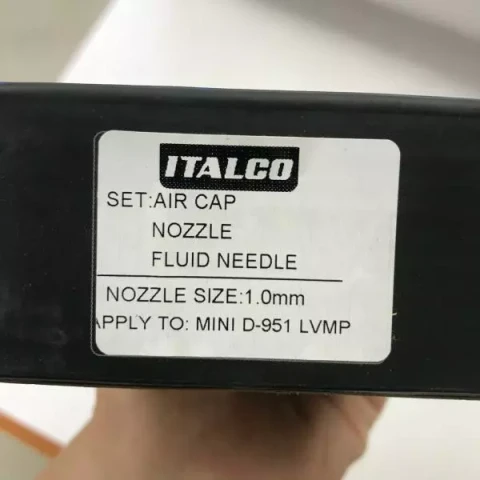 ITALCO
SET:AIR CAP
NOZZLE
FLUID NEEDLE
NOZZLE SIZE:1.0mm
APPLY TO: MINI D-951 LVMP